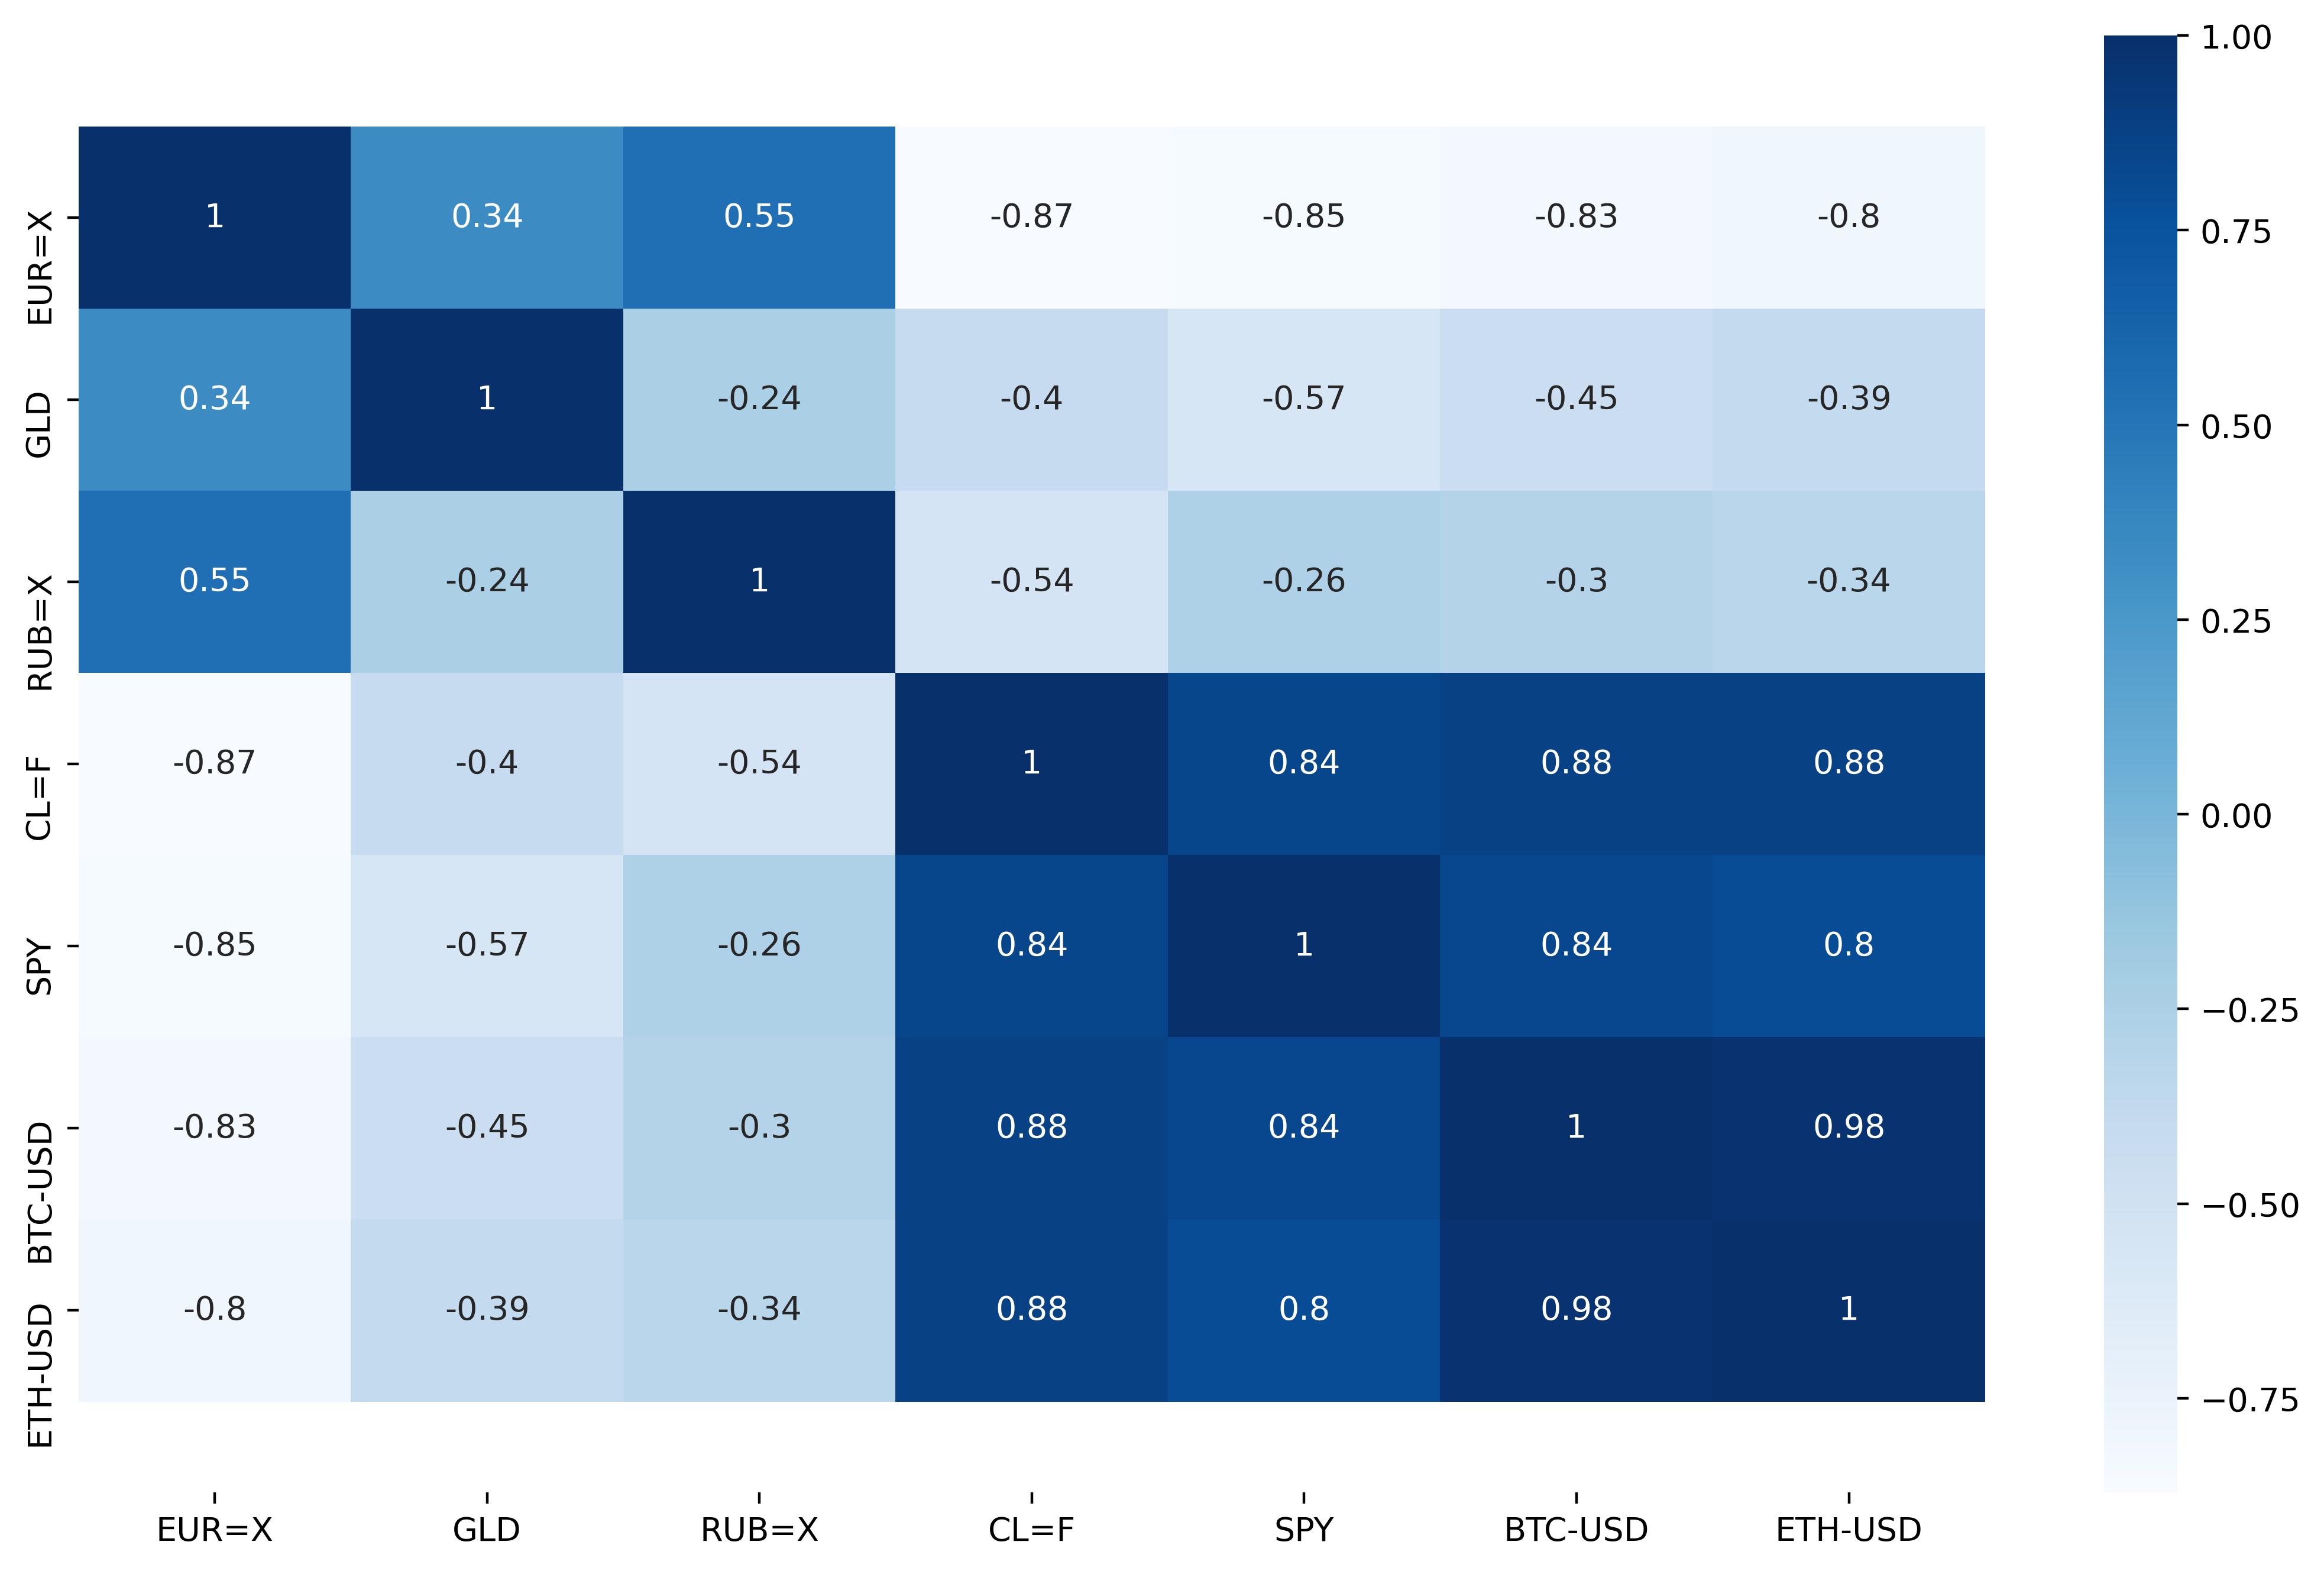 1.00
EUR=X 1 0.34 0.55 -0.87 -0.85 -0.83 -0.8
0.75
GLD 0.34 1 -0.24 -0.4 -0.57 -0.45 -0.39
0.50
RUB=X 0.55 -0.24 1 -0.54 -0.26 -0.3 -0.34
0.25
CL=F -0.87 -0.4 -0.54 1 0.84 0.88 0.88
0.00
SPY -0.85 -0.57 -0.26 0.84 1 0.84 0.8
−0.25
BTC-USD -0.83 -0.45 -0.3 0.88 0.84 1 0.98
−0.50
ETH-USD -0.8 -0.39 -0.34 0.88 0.8 0.98 1
−0.75
EUR=X GLD RUB=X CL=F SPY BTC-USD ETH-USD